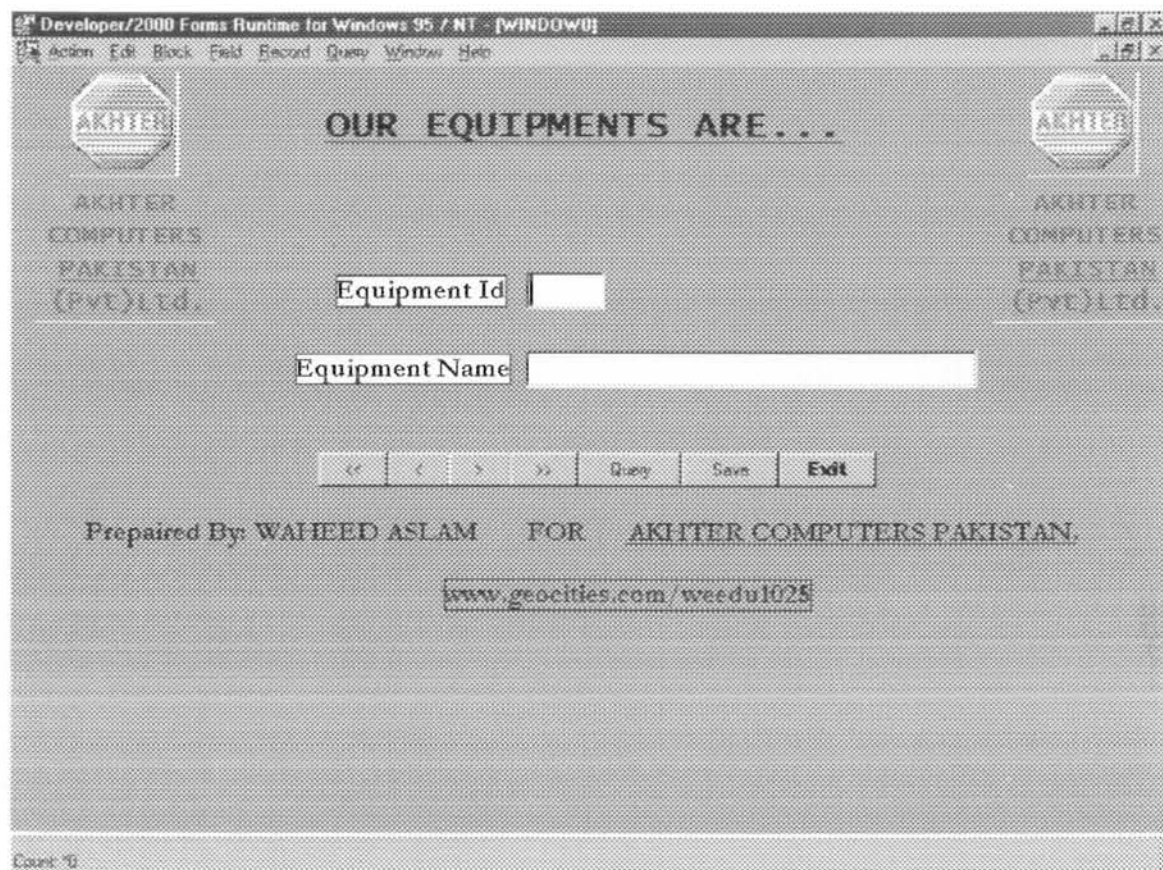 Developer/2000 Forms Runtime for Windows 95 / NT - [WINDOW0]
Action Edit Block Field Record Query Window Help
AKHTER
OUR EQUIPMENTS ARE...
AKHTER
AKHTER
COMPUTERS
PAKISTAN
(Pvt)Ltd.
AKHTER
COMPUTERS
PAKISTAN
(Pvt)Ltd.
Equipment Id
Equipment Name
<< < > >> Query Save Exit
Prepaired By: WAHEED ASLAM FOR AKHTER COMPUTERS PAKISTAN.
www.geocities.com/weedu1025
Count: *0